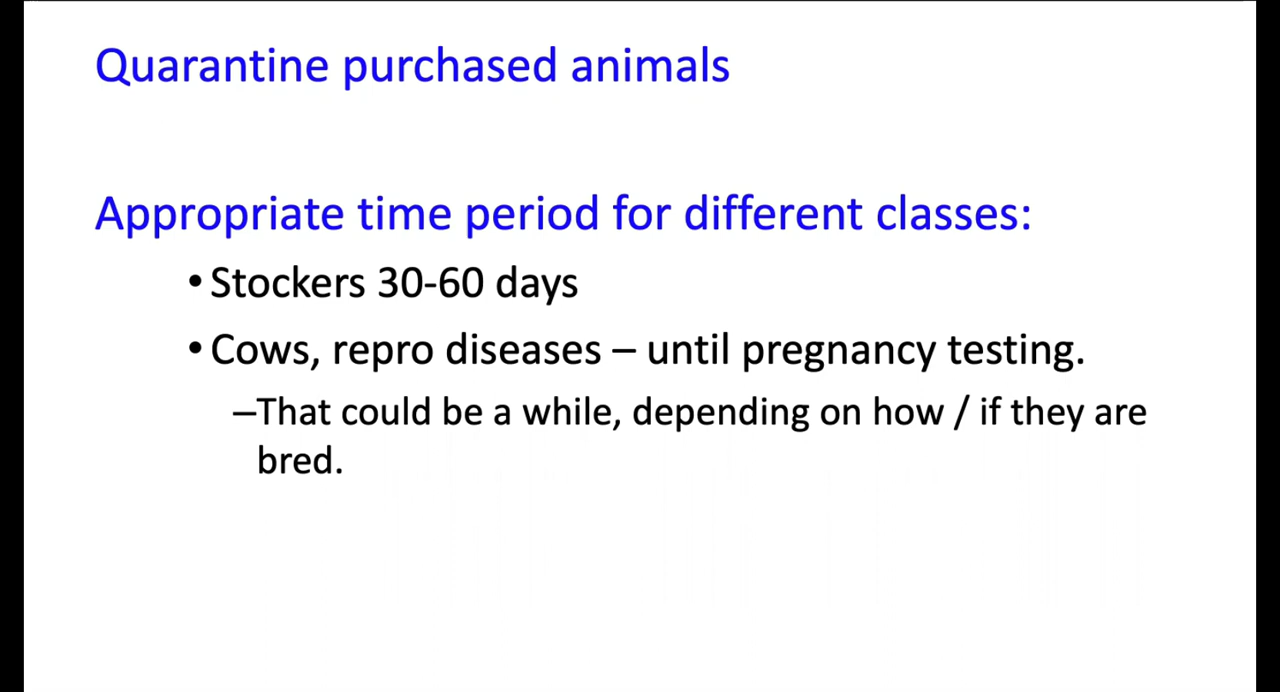 Quarantine purchased animals
Appropriate time period for different classes:
•Stockers 30-60 days
•Cows, repro diseases – until pregnancy testing.
–That could be a while, depending on how / if they are
bred.